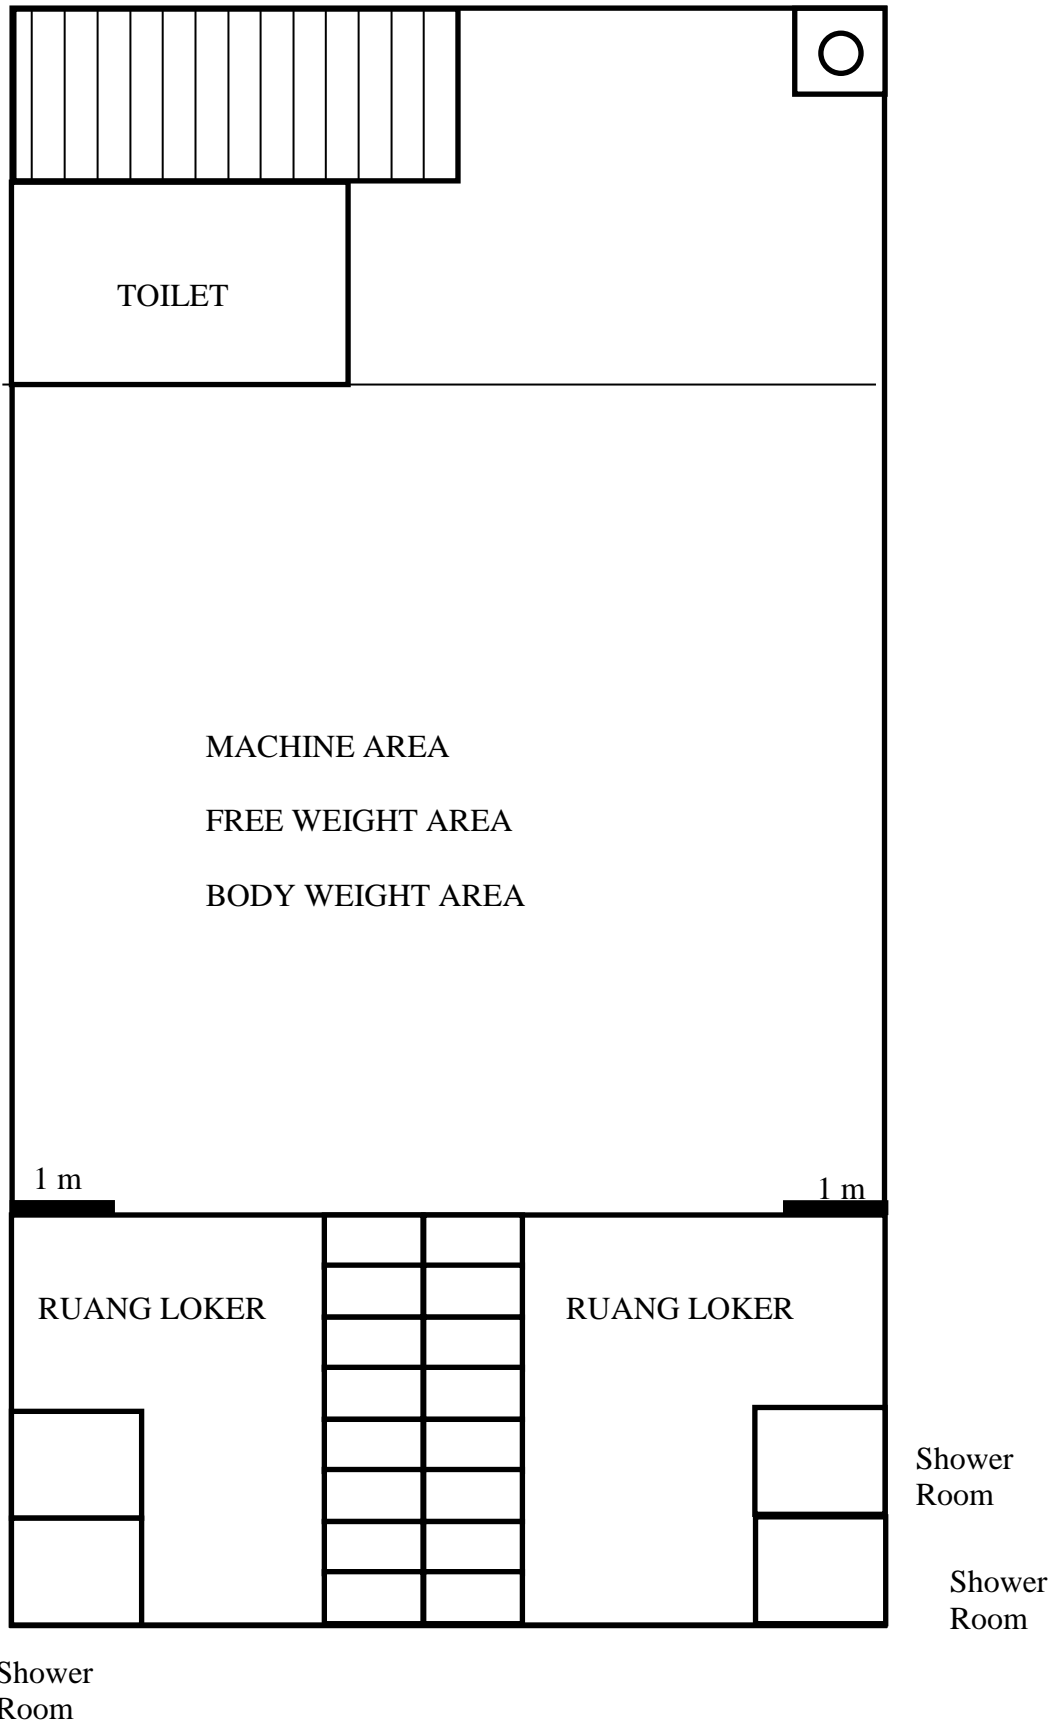 TOILET
MACHINE AREA
FREE WEIGHT AREA
BODY WEIGHT AREA
1 m
1 m
RUANG LOKER
RUANG LOKER
Shower
Room
Shower
Room
Shower
Room